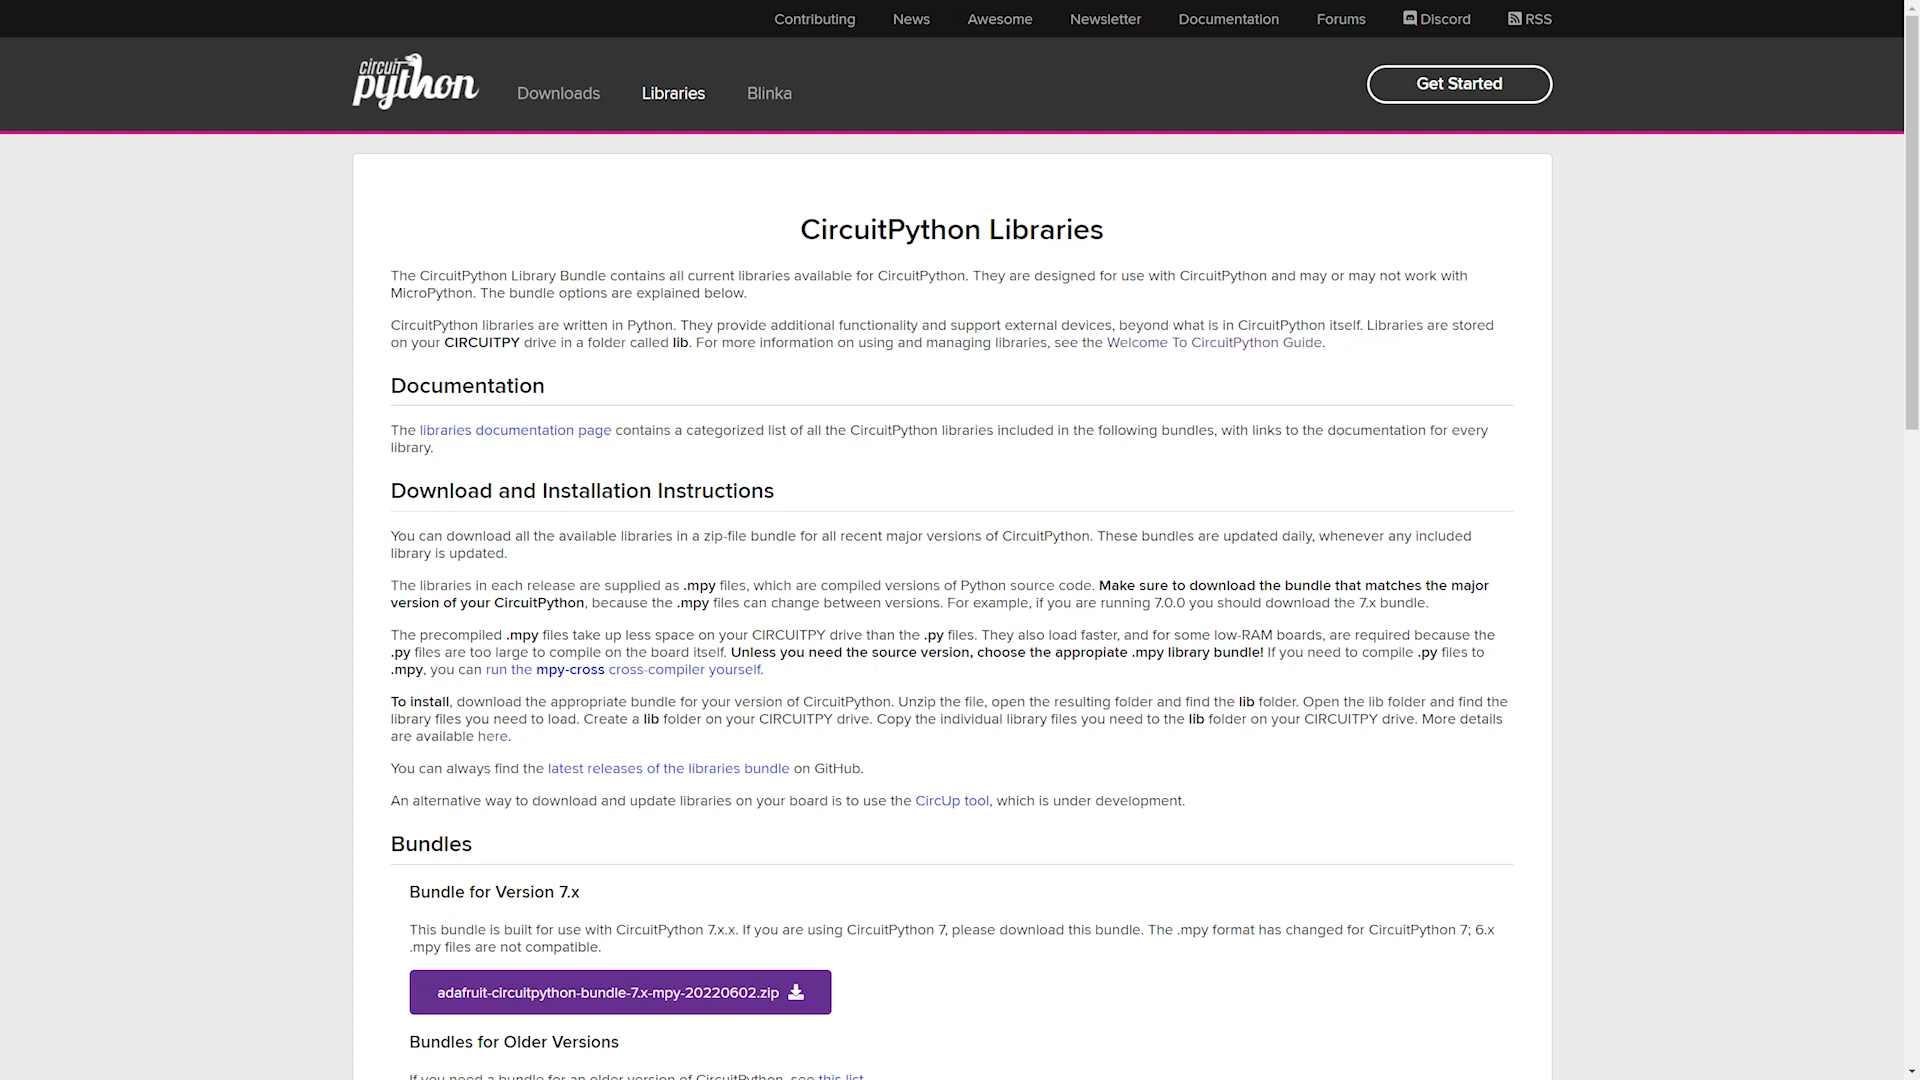 Contributing News Awesome Newsletter Documentation Forums Discord RSS
circuit
python
Downloads Libraries Blinka
Get Started
CircuitPython Libraries
The CircuitPython Library Bundle contains all current libraries available for CircuitPython. They are designed for use with CircuitPython and may or may not work with
MicroPython. The bundle options are explained below.
CircuitPython libraries are written in Python. They provide additional functionality and support external devices, beyond what is in CircuitPython itself. Libraries are stored
on your CIRCUITPY drive in a folder called lib. For more information on using and managing libraries, see the Welcome To CircuitPython Guide.
Documentation
The libraries documentation page contains a categorized list of all the CircuitPython libraries included in the following bundles, with links to the documentation for every
library.
Download and Installation Instructions
You can download all the available libraries in a zip-file bundle for all recent major versions of CircuitPython. These bundles are updated daily, whenever any included
library is updated.
The libraries in each release are supplied as .mpy files, which are compiled versions of Python source code. Make sure to download the bundle that matches the major
version of your CircuitPython, because the .mpy files can change between versions. For example, if you are running 7.0.0 you should download the 7.x bundle.
The precompiled .mpy files take up less space on your CIRCUITPY drive than the .py files. They also load faster, and for some low-RAM boards, are required because the
.py files are too large to compile on the board itself. Unless you need the source version, choose the appropiate .mpy library bundle! If you need to compile .py files to
.mpy, you can run the mpy-cross cross-compiler yourself.
To install, download the appropriate bundle for your version of CircuitPython. Unzip the file, open the resulting folder and find the lib folder. Open the lib folder and find the
library files you need to load. Create a lib folder on your CIRCUITPY drive. Copy the individual library files you need to the lib folder on your CIRCUITPY drive. More details
are available here.
You can always find the latest releases of the libraries bundle on GitHub.
An alternative way to download and update libraries on your board is to use the CircUp tool, which is under development.
Bundles
Bundle for Version 7.x
This bundle is built for use with CircuitPython 7.x.x. If you are using CircuitPython 7, please download this bundle. The .mpy format has changed for CircuitPython 7; 6.x
.mpy files are not compatible.
adafruit-circuitpython-bundle-7.x-mpy-20220602.zip
Bundles for Older Versions
If you need a bundle for an older version of CircuitPython, see this list.